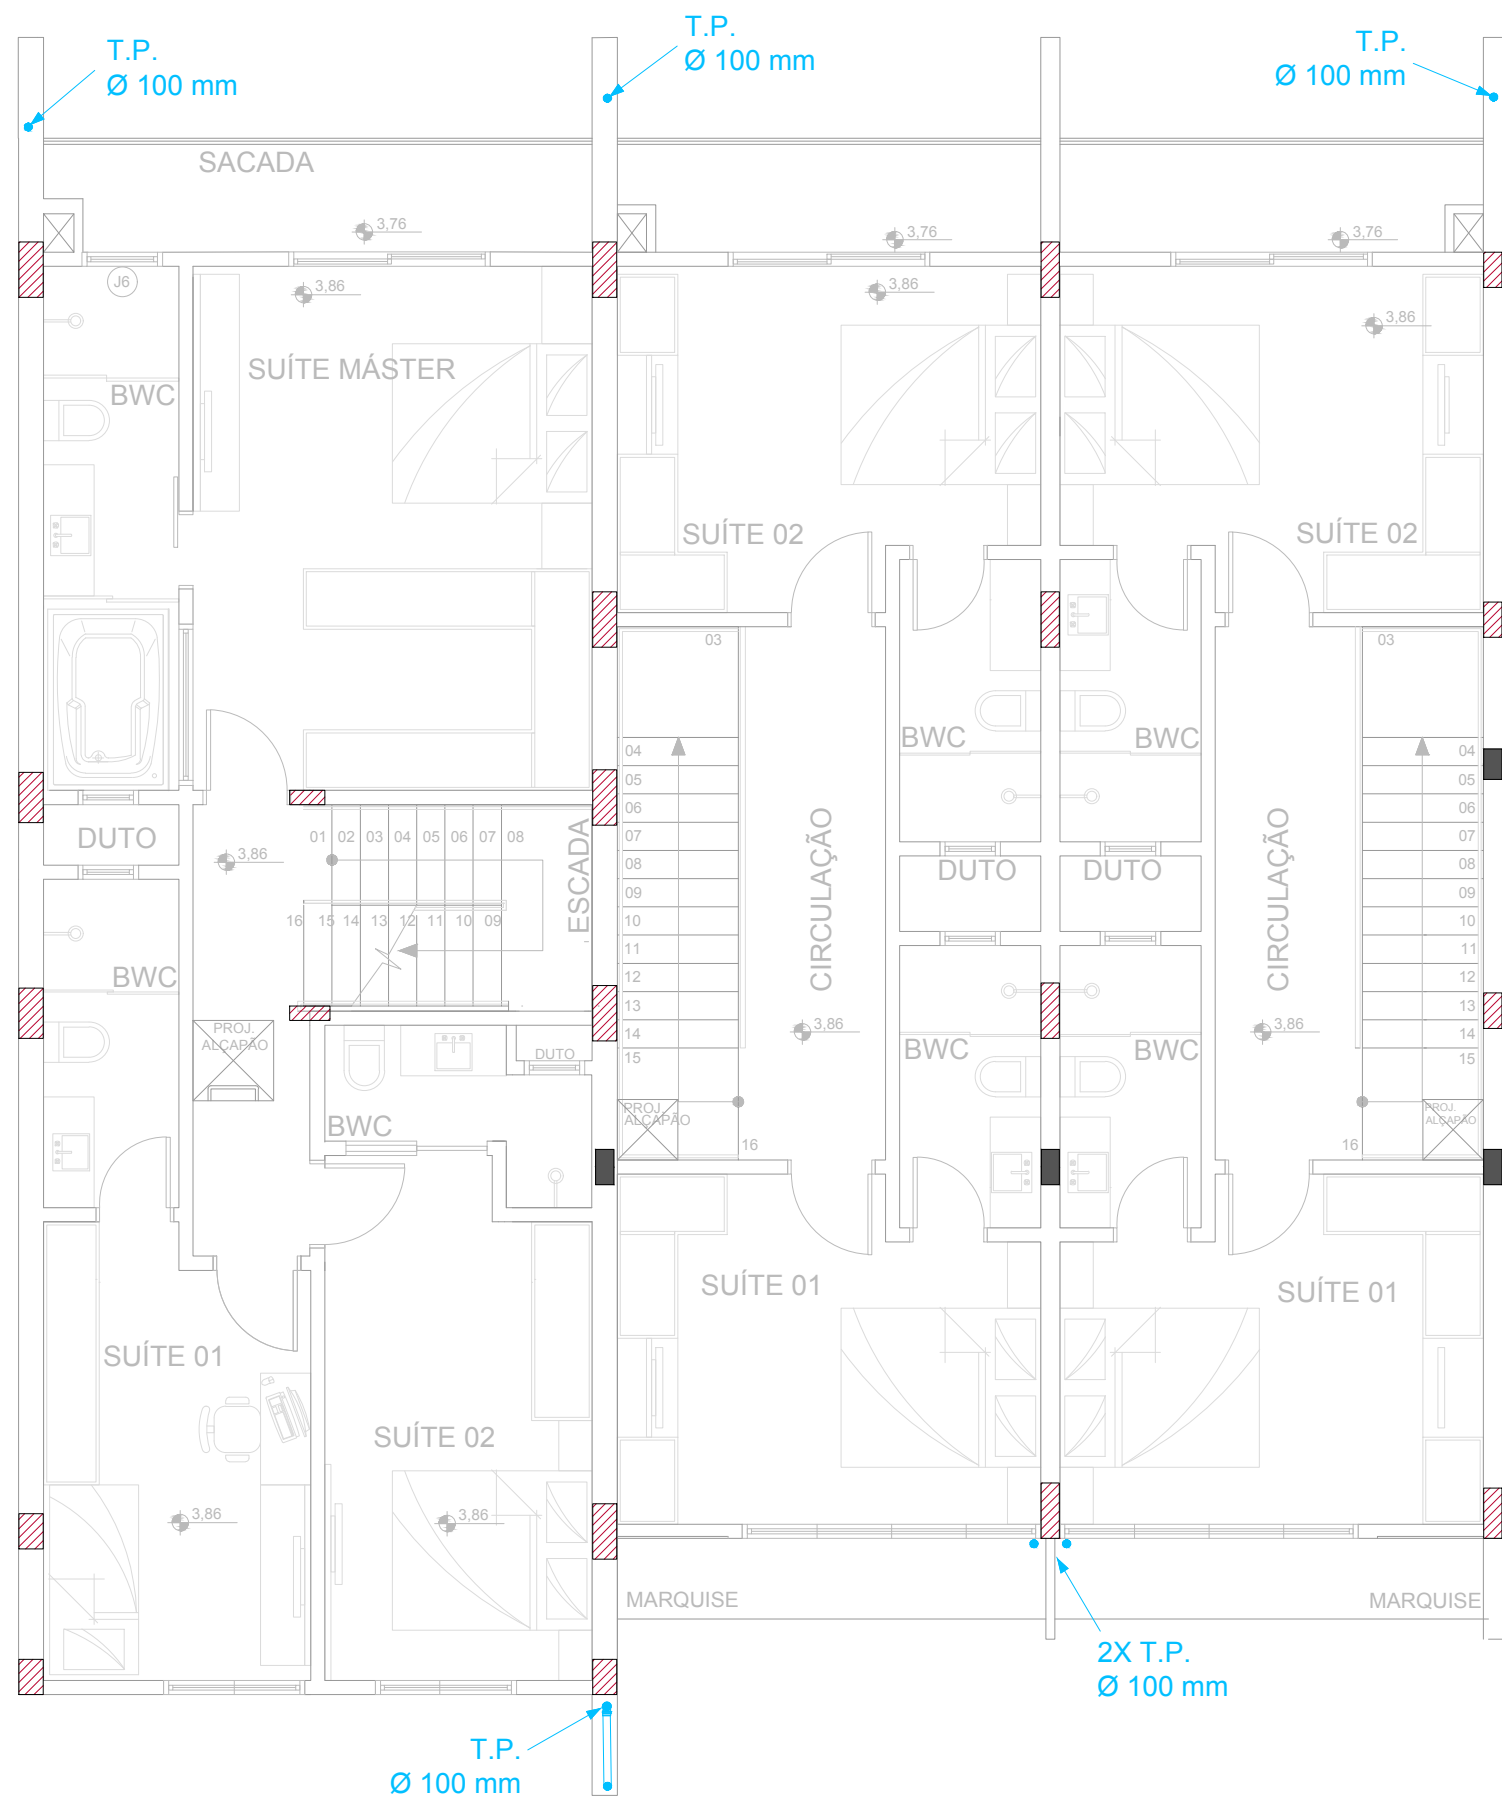 T.P.
Ø 100 mm
T.P.
Ø 100 mm
T.P.
Ø 100 mm
SACADA
3,76
3,76
3,76
J6
3,86
3,86
3,86
SUÍTE MÁSTER
BWC
SUÍTE 02
SUÍTE 02
03
03
BWC
BWC
04
05
06
07
08
09
10
11
12
13
14
15
16
04
05
06
07
08
09
10
11
12
13
14
15
16
CIRCULAÇÃO
CIRCULAÇÃO
DUTO
3,86
01 02 03 04 05 06 07 08
16 15 14 13 12 11 10 09
ESCADA
DUTO
DUTO
BWC
PROJ.
ALÇAPÃO
DUTO
BWC
3,86
3,86
BWC
BWC
PROJ.
ALÇAPÃO
PROJ.
ALÇAPÃO
SUÍTE 01
SUÍTE 01
SUÍTE 01
SUÍTE 02
3,86
3,86
MARQUISE
MARQUISE
2X T.P.
Ø 100 mm
T.P.
Ø 100 mm